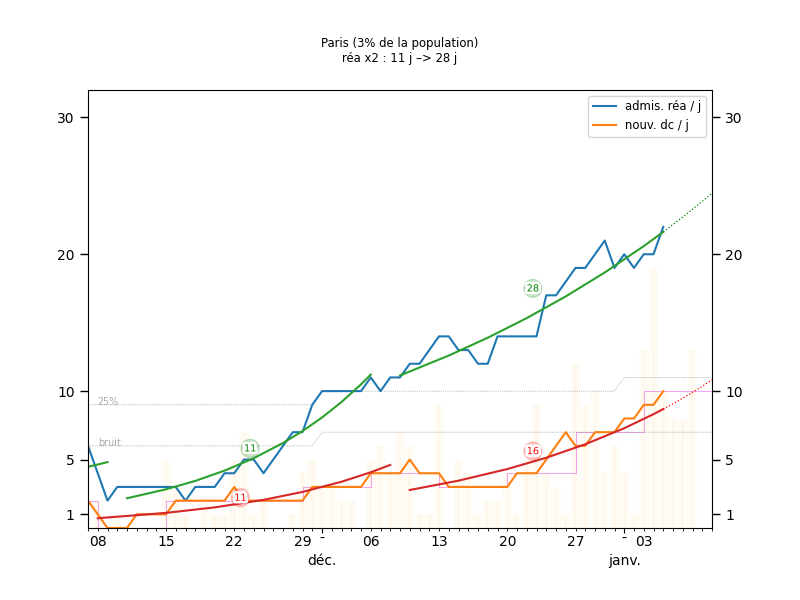 Paris (3% de la population)
réa x2 : 11 j –> 28 j
admis. réa / j
nouv. dc / j
30
30
20
20
10
10
5
5
1
1
25%
bruit
11
11
28
16
08 15 22 29 - 06 13 20 27 - 03
déc. janv.